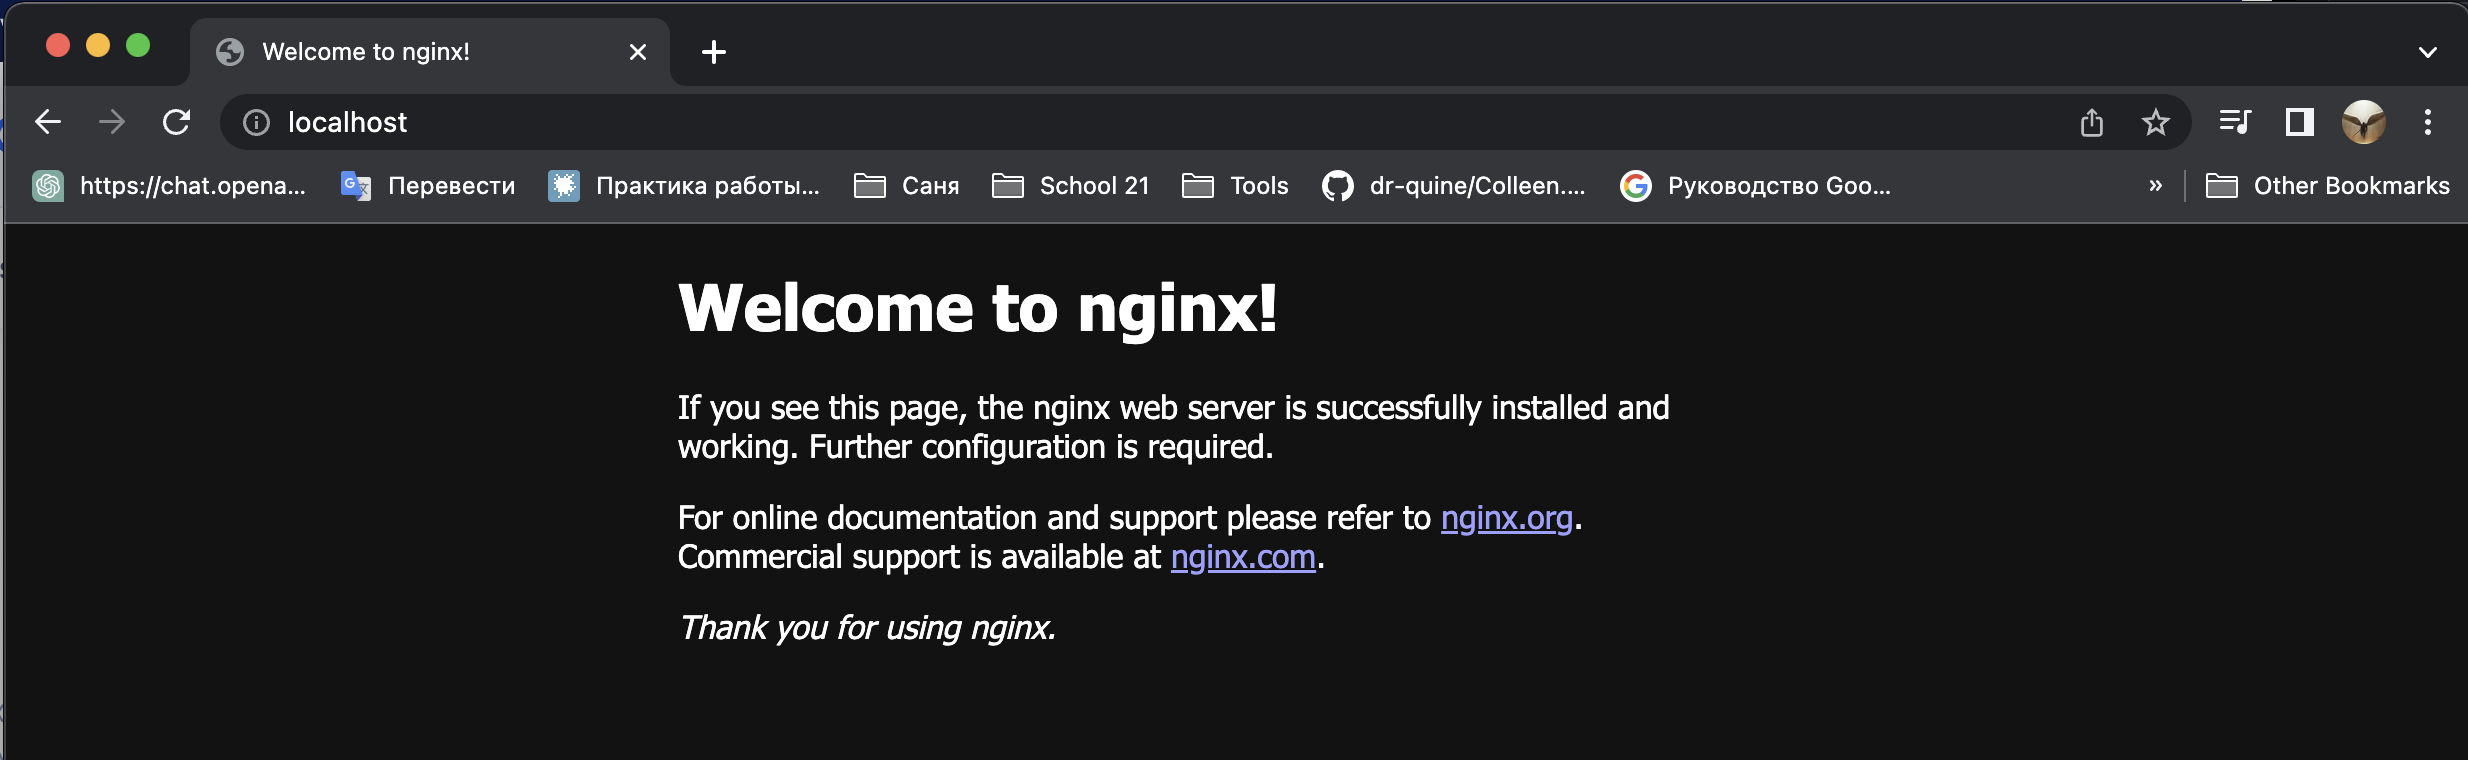 Welcome to nginx!
localhost
https://chat.opena...
Перевести
Практика работы...
Саня
School 21
Tools
dr-quine/Colleen....
Руководство Goo...
»
Other Bookmarks
Welcome to nginx!
If you see this page, the nginx web server is successfully installed and
working. Further configuration is required.
For online documentation and support please refer to nginx.org.
Commercial support is available at nginx.com.
Thank you for using nginx.